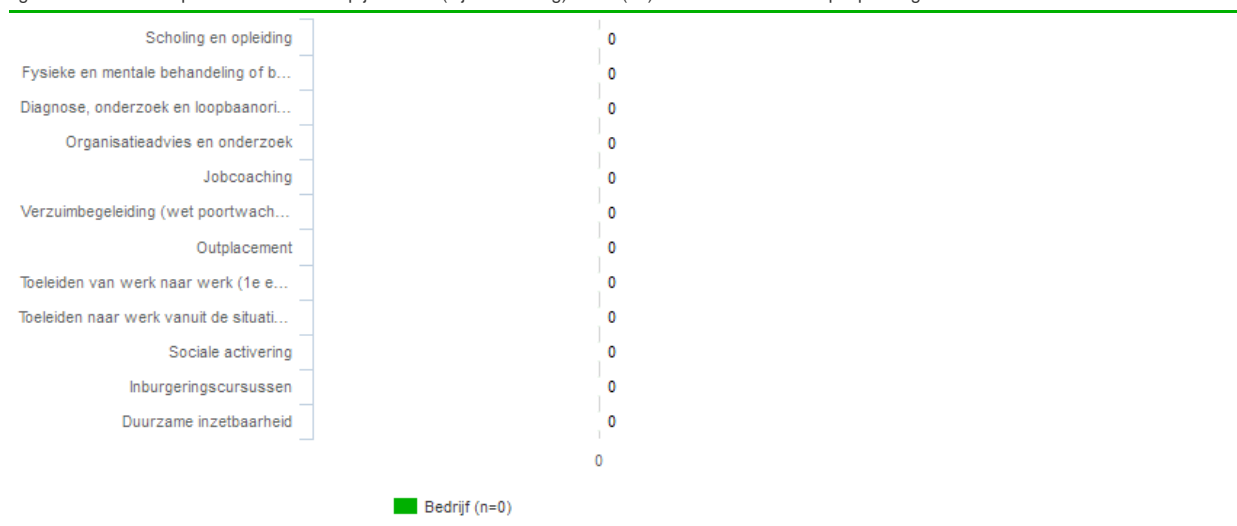 Scholing en opleiding 0
Fysieke en mentale behandeling of b... 0
Diagnose, onderzoek en loopbaanori... 0
Organisatieadvies en onderzoek 0
Jobcoaching 0
Verzuimbegeleiding (wet poortwach... 0
Outplacement 0
Toeleiden van werk naar werk (1e e... 0
Toeleiden naar werk vanuit de situati... 0
Sociale activering 0
Inburgeringscursussen 0
Duurzame inzetbaarheid 0
0
Bedrijf (n=0)